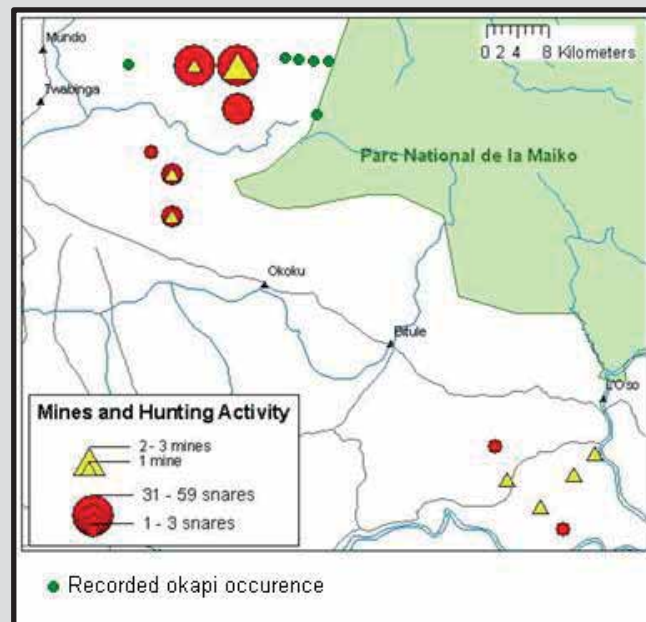 Mundo
0 2 4 8 Kilometers
Twabinga
Parc National de la Maiko
Okoku
Bitule
L'O'so
Mines and Hunting Activity
2 - 3 mines
1 mine
31 - 59 snares
1 - 3 snares
Recorded okapi occurence